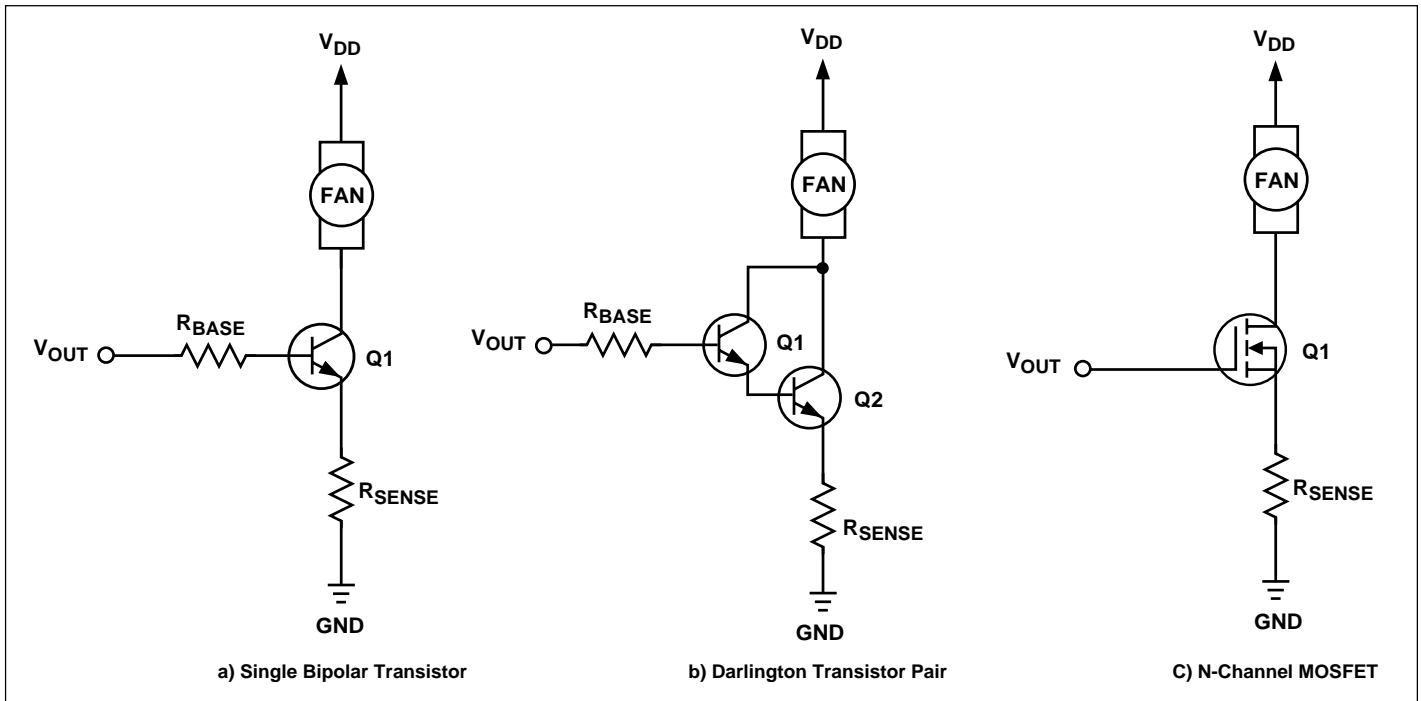 VDD
FAN
RBASE
VOUT
Q1
RSENSE
GND
a) Single Bipolar Transistor
VDD
FAN
RBASE
VOUT
Q1
Q2
RSENSE
GND
b) Darlington Transistor Pair
VDD
FAN
VOUT
Q1
RSENSE
GND
C) N-Channel MOSFET